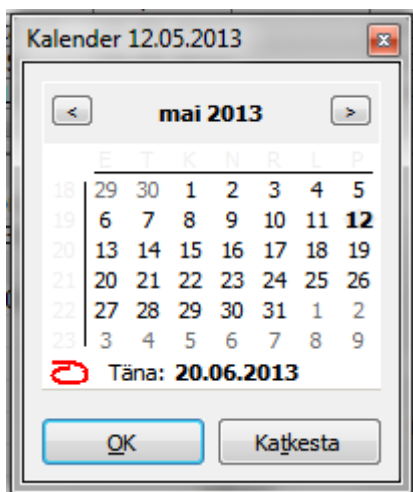 Kalender 12.05.2013
< mai 2013 >
E T K N R L P
18 29 30 1 2 3 4 5
19 6 7 8 9 10 11 12
20 13 14 15 16 17 18 19
21 20 21 22 23 24 25 26
22 27 28 29 30 31 1 2
23 3 4 5 6 7 8 9
Täna: 20.06.2013
OK Katkesta